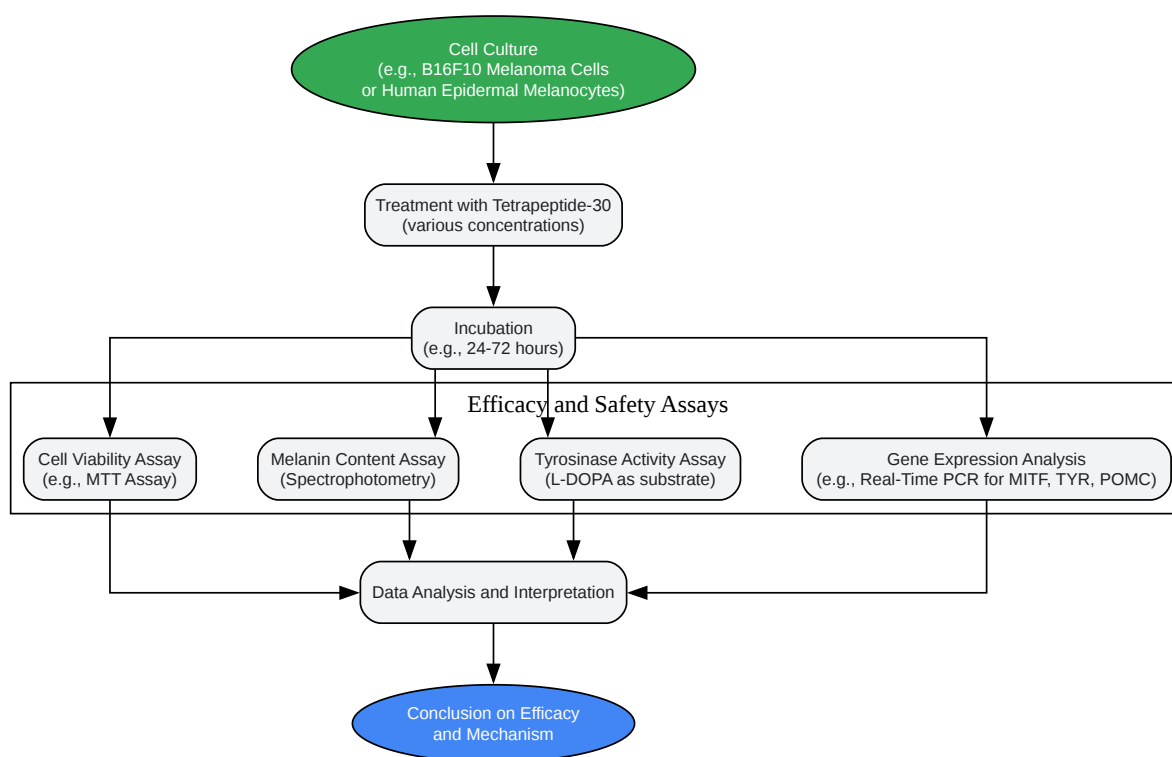 Cell Culture
(e.g., B16F10 Melanoma Cells
or Human Epidermal Melanocytes)
Treatment with Tetrapeptide-30
(various concentrations)
Incubation
(e.g., 24-72 hours)
Efficacy and Safety Assays
Cell Viability Assay
(e.g., MTT Assay)
Melanin Content Assay
(Spectrophotometry)
Tyrosinase Activity Assay
(L-DOPA as substrate)
Gene Expression Analysis
(e.g., Real-Time PCR for MITF, TYR, POMC)
Data Analysis and Interpretation
Conclusion on Efficacy
and Mechanism